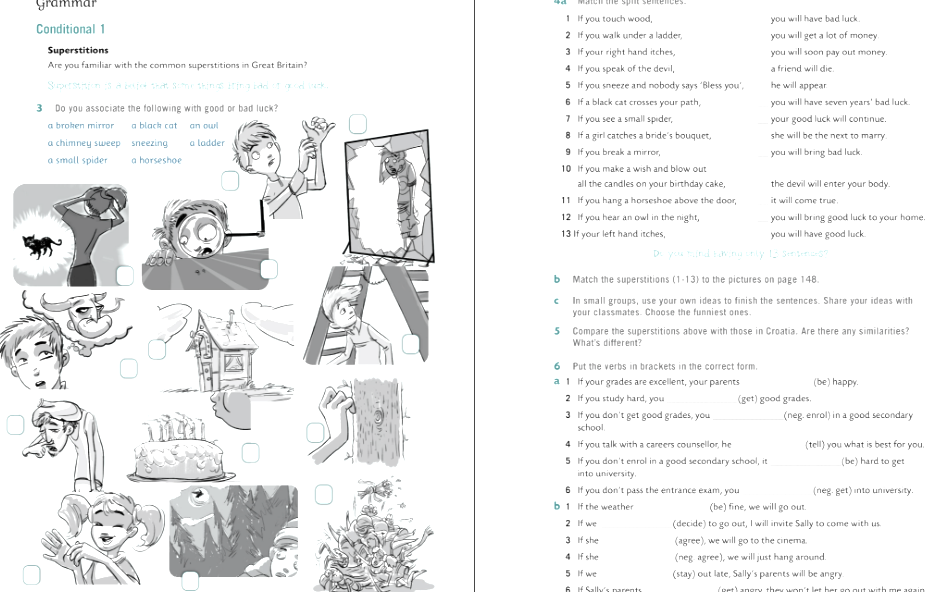 Grammar
Conditional 1
Superstitions
Are you familiar with the common superstitions in Great Britain?
3 Do you associate the following with good or bad luck?
a broken mirror a black cat an owl
a chimney sweep sneezing a ladder
a small spider a horseshoe
4a Match the split sentences.
1 If you touch wood, you will have bad luck.
2 If you walk under a ladder, you will get a lot of money.
3 If your right hand itches, you will soon pay out money.
4 If you speak of the devil, a friend will die.
5 If you sneeze and nobody says 'Bless you', he will appear
6 If a black cat crosses your path, you will have seven years' bad luck.
7 If you see a small spider, your good luck will continue.
8 If a girl catches a bride's bouquet, she will be the next to marry.
9 If you break a mirror, you will bring bad luck.
10 If you make a wish and blow out
all the candles on your birthday cake, the devil will enter your body.
11 If you hang a horseshoe above the door, it will come true.
12 If you hear an owl in the night, you will bring good luck to your home.
13 If your left hand itches, you will have good luck.
b Match the superstitions (1-13) to the pictures on page 148.
c In small groups, use your own ideas to finish the sentences. Share your ideas with
your classmates. Choose the funniest ones.
5 Compare the superstitions above with those in Croatia. Are there any similarities?
What's different?
6 Put the verbs in brackets in the correct form.
a 1 If your grades are excellent, your parents (be) happy.
2 If you study hard, you (get) good grades.
3 If you don't get good grades, you (neg. enrol) in a good secondary
school.
4 If you talk with a careers counsellor, he (tell) you what is best for you.
5 If you don't enrol in a good secondary school, it (be) hard to get
into university.
6 If you don't pass the entrance exam, you (neg. get) into university.
b 1 If the weather (be) fine, we will go out.
2 If we (decide) to go out, I will invite Sally to come with us.
3 If she (agree), we will go to the cinema.
4 If she (neg. agree), we will just hang around.
5 If we (stay) out late, Sally's parents will be angry
6 If Sally's parents (get) angry, they won't let her go out with me again